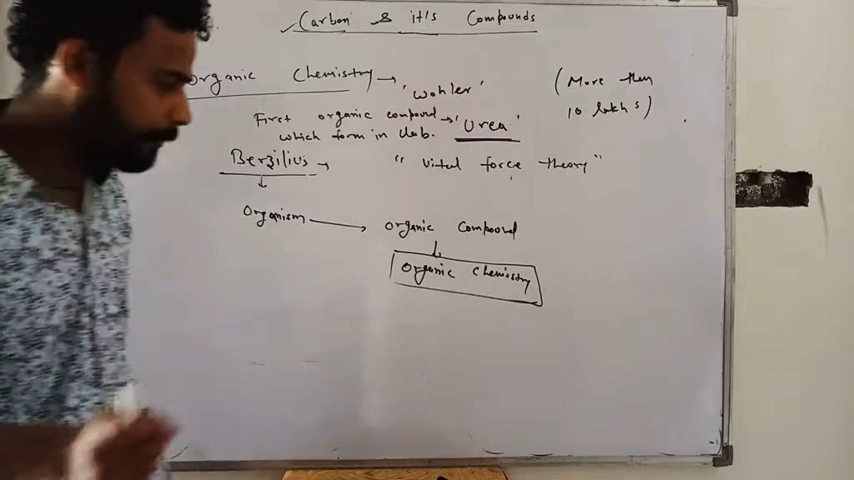 Carbon & it's Compounds
Organic Chemistry → 'Wohler' (More then
10 lakhs)
First organic compound → 'Urea'
which form in lab.
Berzilius → "vital force theory"
Organism → organic compound
Organic chemistry